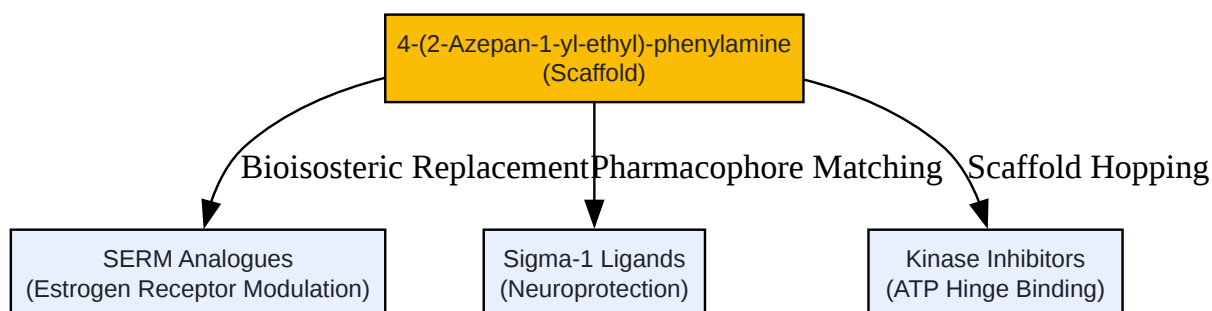 4-(2-Azepan-1-yl-ethyl)-phenylamine
(Scaffold)
Bioisosteric Replacement
Pharmacophore Matching
Scaffold Hopping
SERM Analogues
(Estrogen Receptor Modulation)
Sigma-1 Ligands
(Neuroprotection)
Kinase Inhibitors
(ATP Hinge Binding)